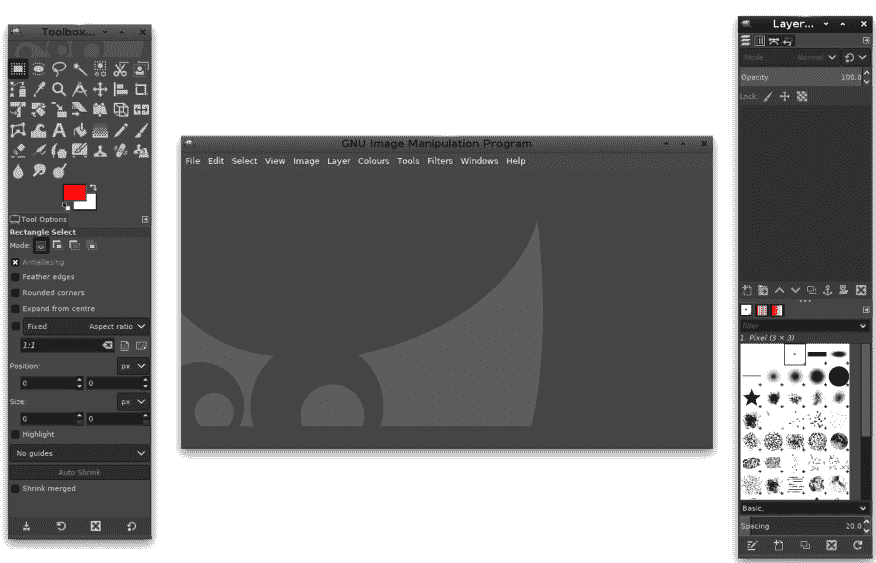 Toolbox...
Tool Options
Rectangle Select
Mode:
Antialiasing
Feather edges
Rounded corners
Expand from centre
Fixed Aspect ratio
1:1
Position:
px
0 0
Size:
px
0 0
Highlight
No guides
Auto Shrink
Shrink merged
GNU Image Manipulation Program
File Edit Select View Image Layer Colours Tools Filters Windows Help
Layer...
Mode Normal
Opacity 100.0
Lock:
filter
1. Pixel (3 × 3)
Basic,
Spacing 20.0